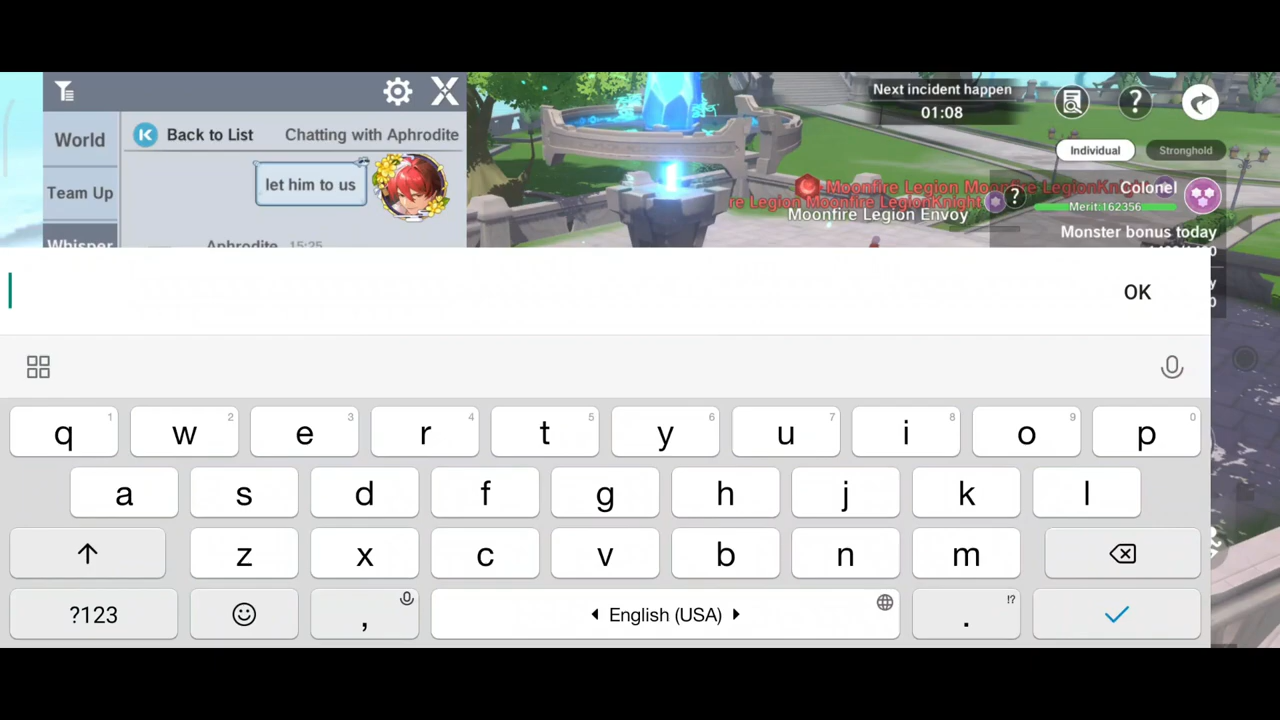 Next incident happen
01:08
World
Back to List
Chatting with Aphrodite
Individual
Stronghold
let him to us
Team Up
Moonfire Legion
Colonel
Merit:162356
Moonfire Legion Knight
Moonfire Legion Envoy
Monster bonus today
Whisper
Aphrodite 15:25
OK
q 1 w 2 e 3 r 4 t 5 y 6 u 7 i 8 o 9 p 0
a s d f g h j k l
z x c v b n m
?123 , English (USA) . !?